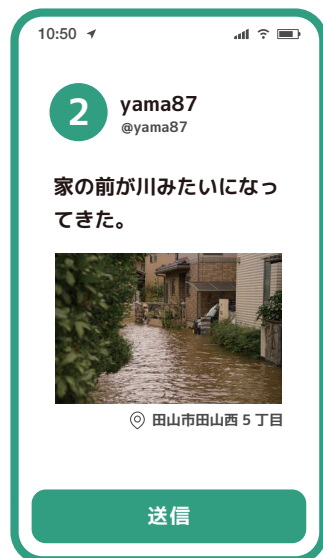 10:50
2
yama87
@yama87
家の前が川みたいになっ
てきた。
田山市田山西 5 丁目
送信